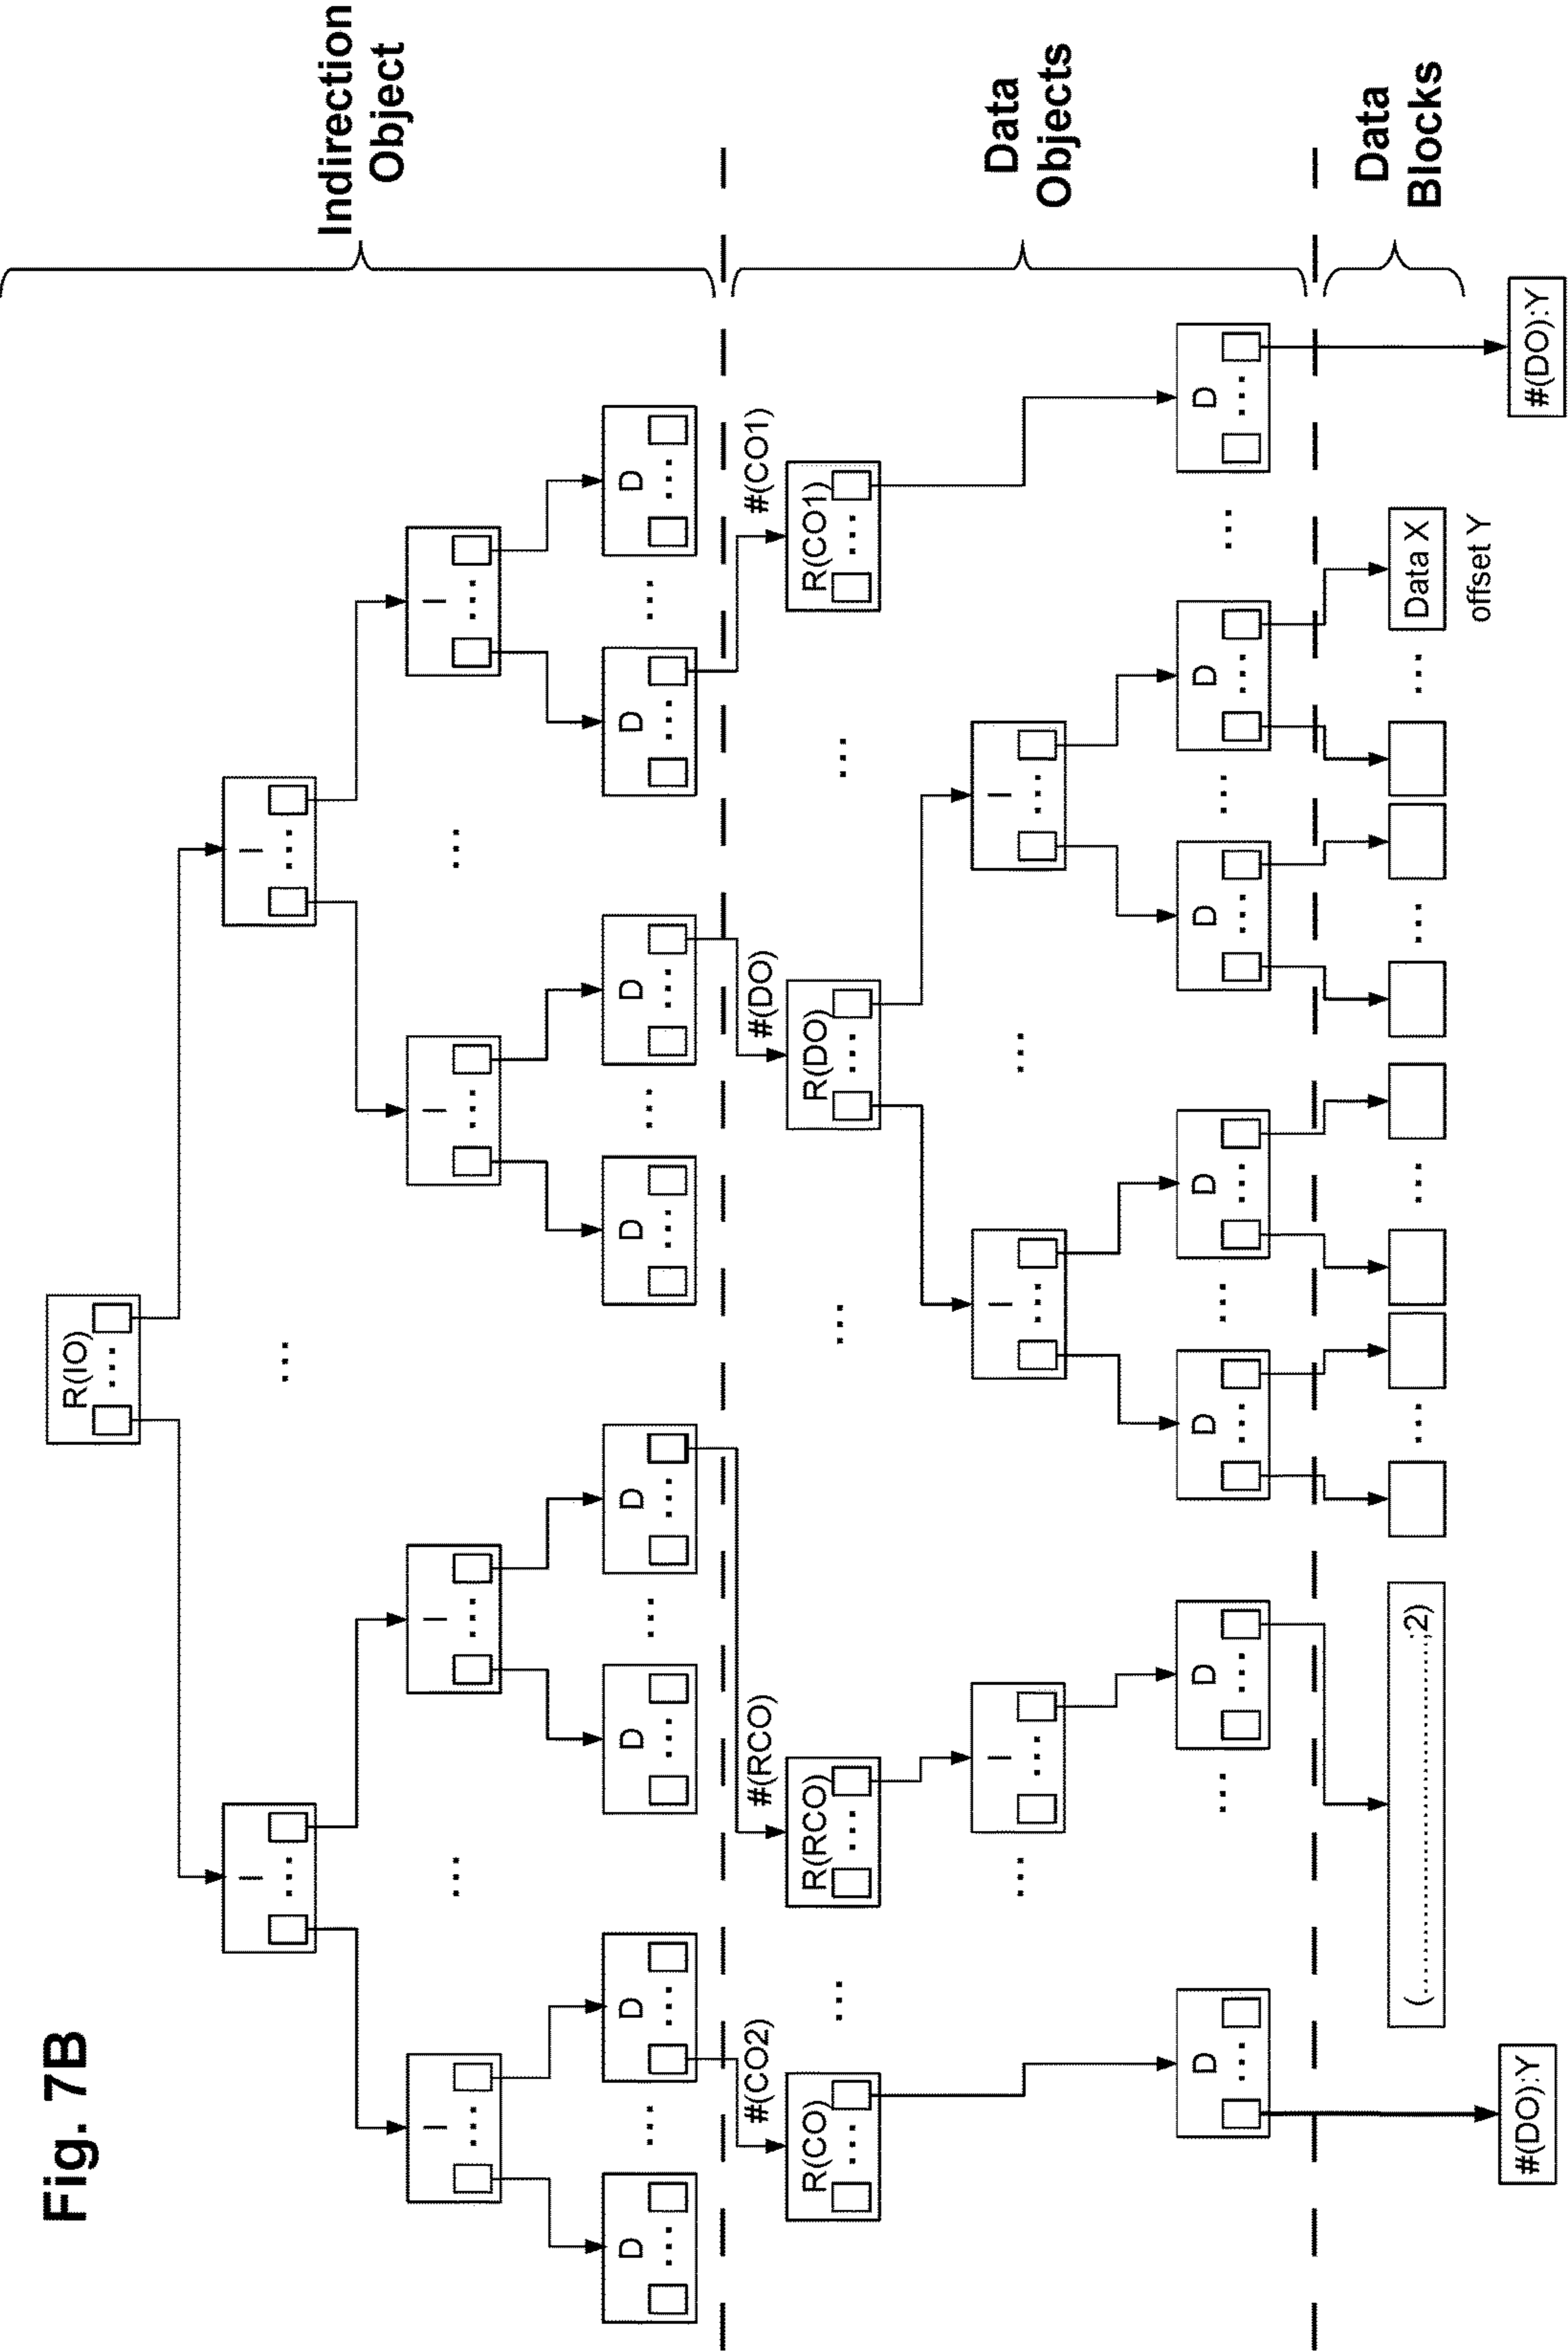 Fig. 7B
R(IO)
...
I
...
I
...
...
Indirection
Object
I
...
I
...
I
...
I
...
...
...
D
...
D
...
D
...
D
...
D
...
D
...
D
...
D
...
#(CO2)
#(RCO)
#(DO)
#(CO1)
R(CO)
...
R(RCO)
...
R(DO)
...
R(CO1)
...
Data
Objects
I
...
I
...
I
...
D
...
D
...
D
...
D
...
D
...
D
...
D
...
Data
Blocks
(..............................;2)
...
...
...
...
Data X
offset Y
#(DO):Y
#(DO):Y